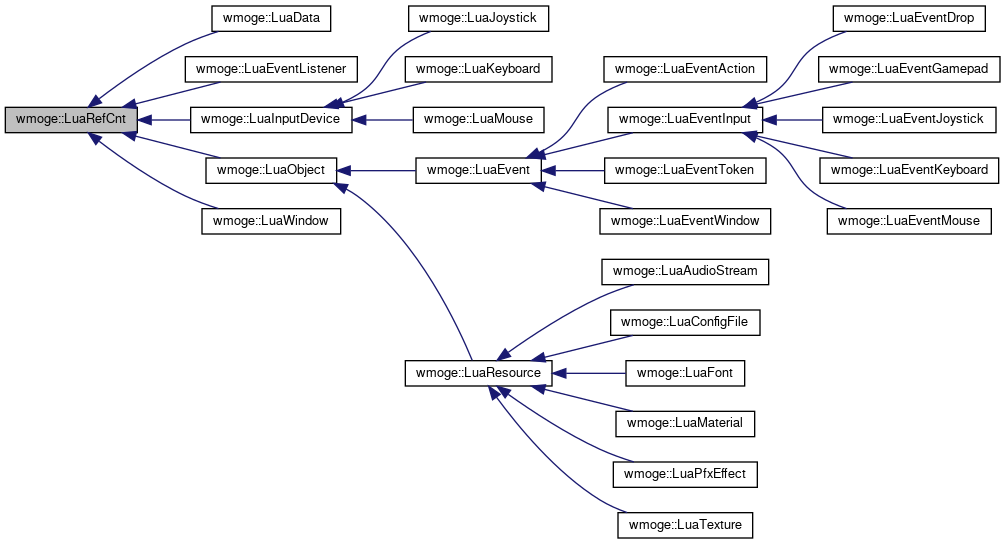 wmoge::LuaRefCnt
wmoge::LuaData
wmoge::LuaEventListener
wmoge::LuaInputDevice
wmoge::LuaObject
wmoge::LuaWindow
wmoge::LuaJoystick
wmoge::LuaKeyboard
wmoge::LuaMouse
wmoge::LuaEvent
wmoge::LuaResource
wmoge::LuaEventAction
wmoge::LuaEventInput
wmoge::LuaEventToken
wmoge::LuaEventWindow
wmoge::LuaAudioStream
wmoge::LuaConfigFile
wmoge::LuaFont
wmoge::LuaMaterial
wmoge::LuaPfxEffect
wmoge::LuaTexture
wmoge::LuaEventDrop
wmoge::LuaEventGamepad
wmoge::LuaEventJoystick
wmoge::LuaEventKeyboard
wmoge::LuaEventMouse